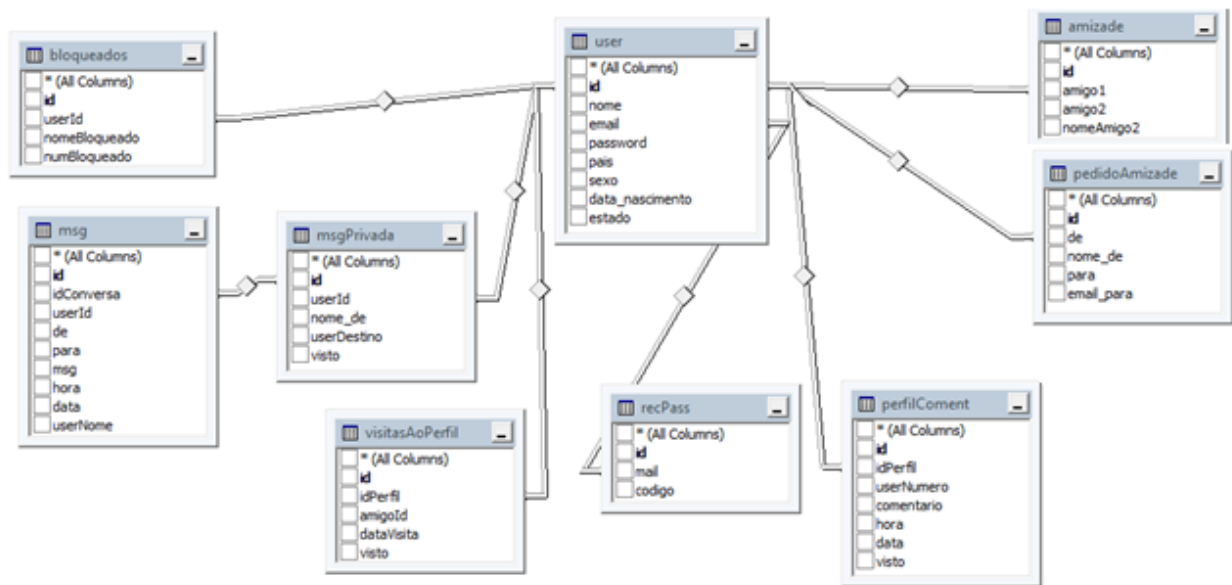 bloqueados
* (All Columns)
id
userId
nomeBloqueado
numBloqueado
user
* (All Columns)
id
nome
email
password
pais
sexo
data_nascimento
estado
amizade
* (All Columns)
id
amigo1
amigo2
nomeAmigo2
pedidoAmizade
* (All Columns)
id
de
nome_de
para
email_para
msg
* (All Columns)
id
idConversa
userId
de
para
msg
hora
data
userNome
msgPrivada
* (All Columns)
id
userId
nome_de
userDestino
visto
visitasAoPerfil
* (All Columns)
id
idPerfil
amigoId
dataVisita
visto
recPass
* (All Columns)
id
mail
codigo
perfilComent
* (All Columns)
id
idPerfil
userNumero
comentario
hora
data
visto